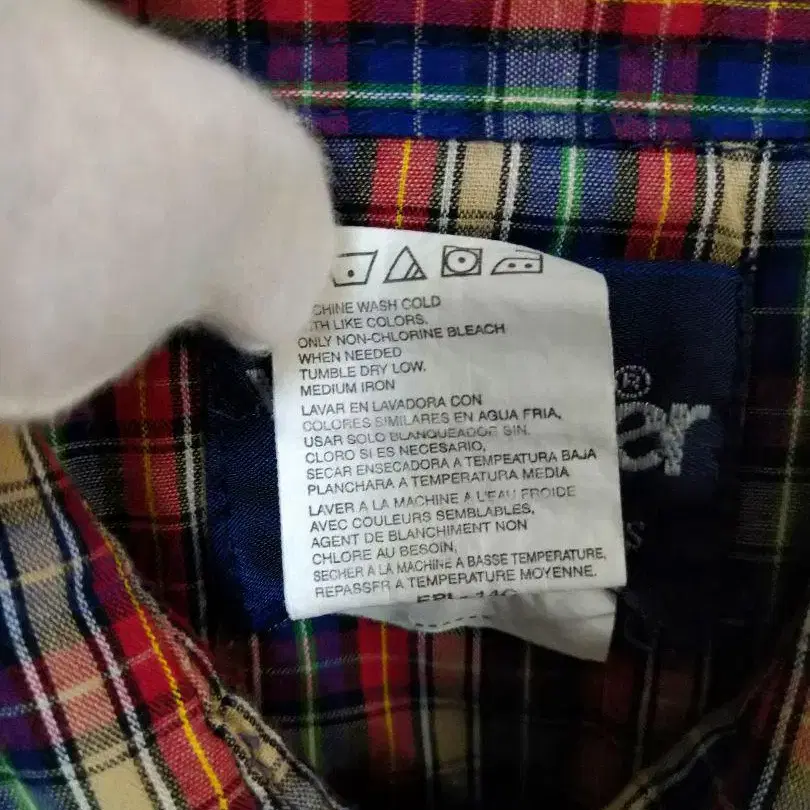 CHINE WASH COLD
TH LIKE COLORS.
ONLY NON-CHLORINE BLEACH
WHEN NEEDED
TUMBLE DRY LOW.
MEDIUM IRON
LAVAR EN LAVADORA CON
COLORES SIMILARES EN AGUA FRIA,
USAR SOLO BLANQUEADOR SIN.
CLORO SI ES NECESARIO,
SECAR ENSECADORA A TEMPEATURA BAJA
PLANCHARA A TEMPERATURA MEDIA
LAVER A LA MACHINE A L'EAU FROIDE
AVEC COULEURS SEMBLABLES,
AGENT DE BLANCHIMENT NON
CHLORE AU BESOIN,
SECHER A LA MACHINE A BASSE TEMPERATURE,
REPASSER A TEMPERATURE MOYENNE.
er®
S